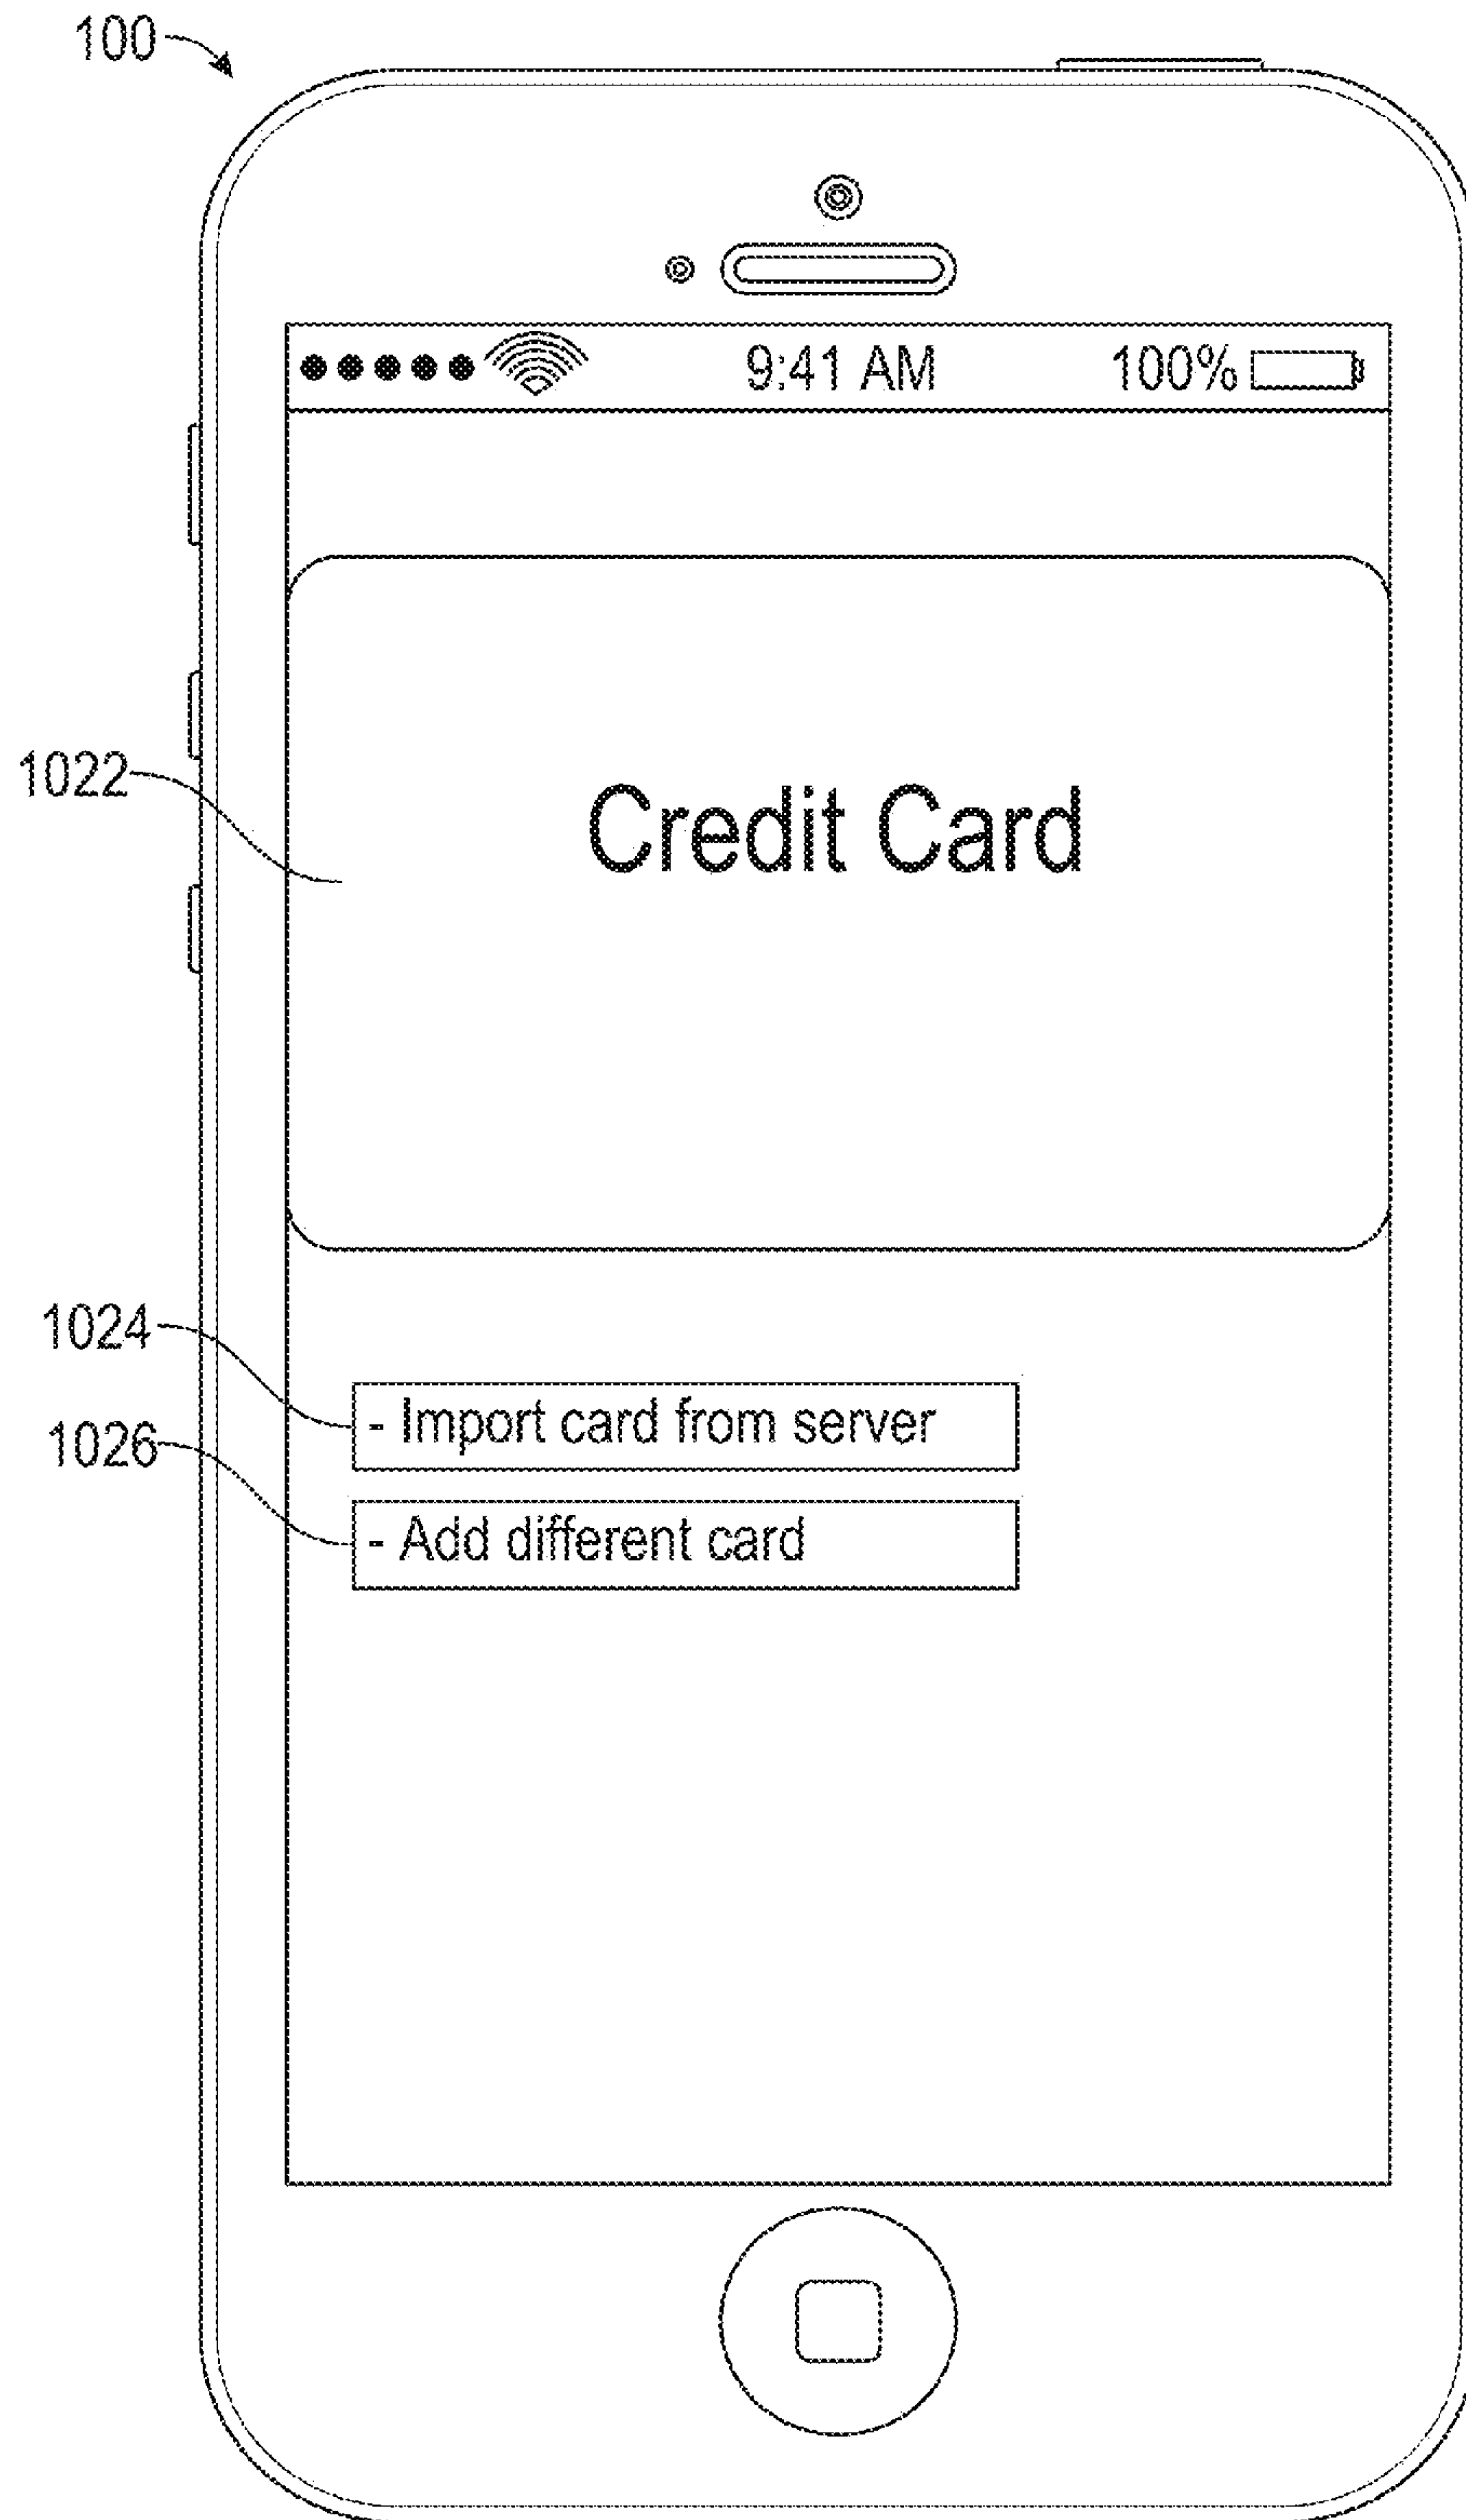 100
9:41 AM 100%
1022
Credit Card
1024
- Import card from server
1026
- Add different card